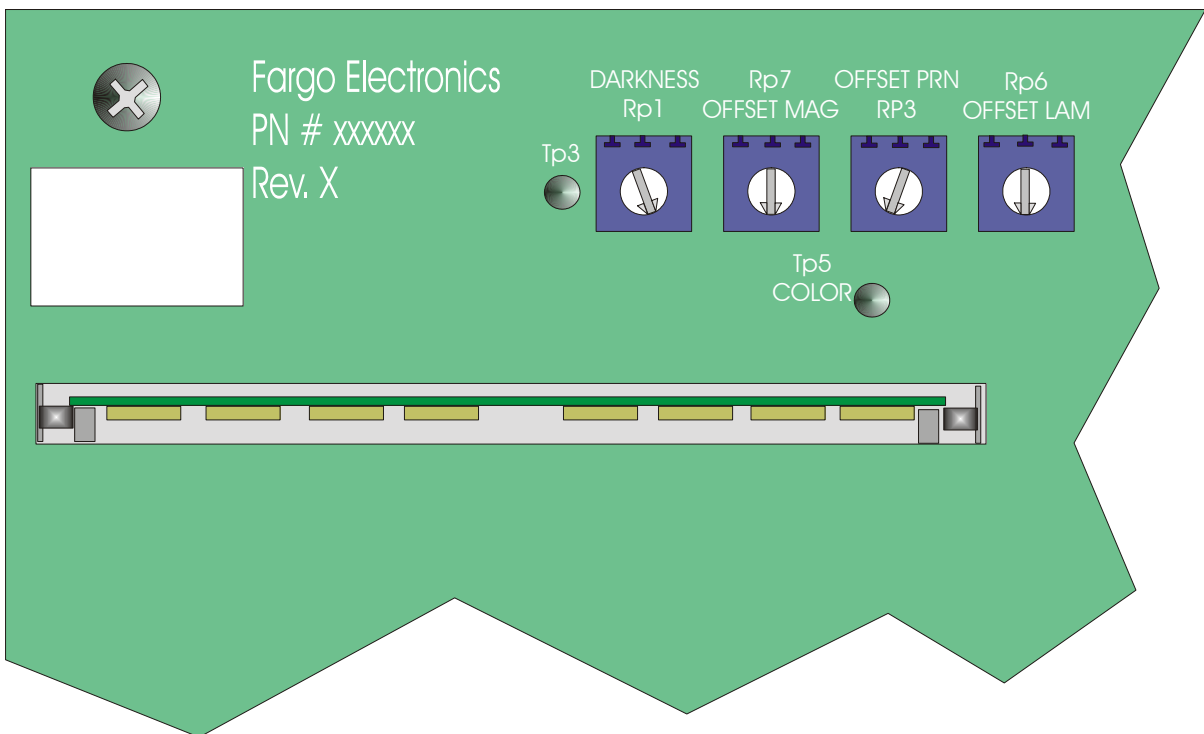 Fargo Electronics
PN # xxxxxx
Rev. X
DARKNESS
Rp1
Rp7
OFFSET MAG
OFFSET PRN
RP3
Rp6
OFFSET LAM
Tp3
Tp5
COLOR